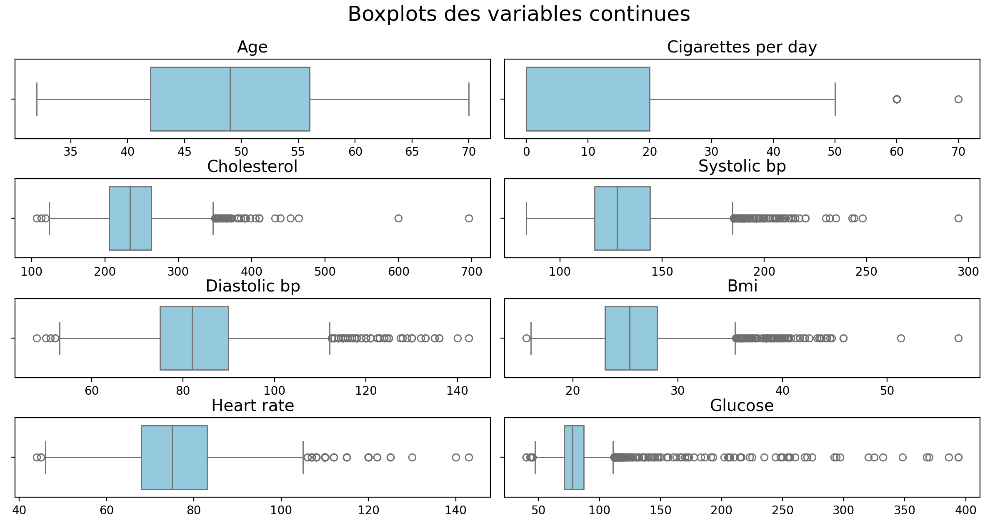 Boxplots des variables continues
Age
35 40 45 50 55 60 65 70
Cigarettes per day
0 10 20 30 40 50 60 70
Cholesterol
100 200 300 400 500 600 700
Systolic bp
100 150 200 250 300
Diastolic bp
60 80 100 120 140
Bmi
20 30 40 50
Heart rate
40 60 80 100 120 140
Glucose
50 100 150 200 250 300 350 400